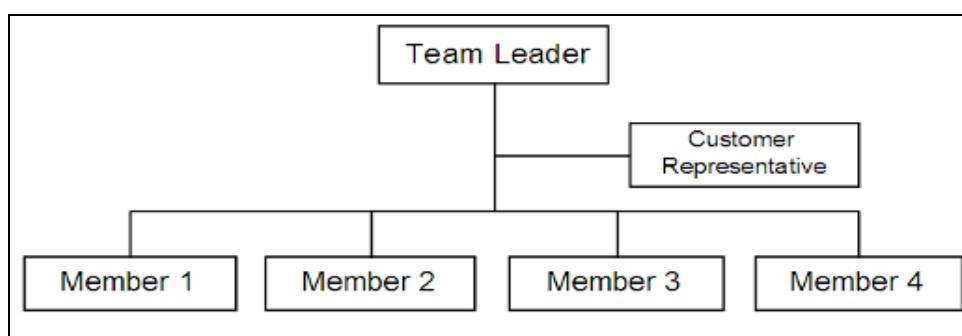 Team Leader
Customer
Representative
Member 1
Member 2
Member 3
Member 4